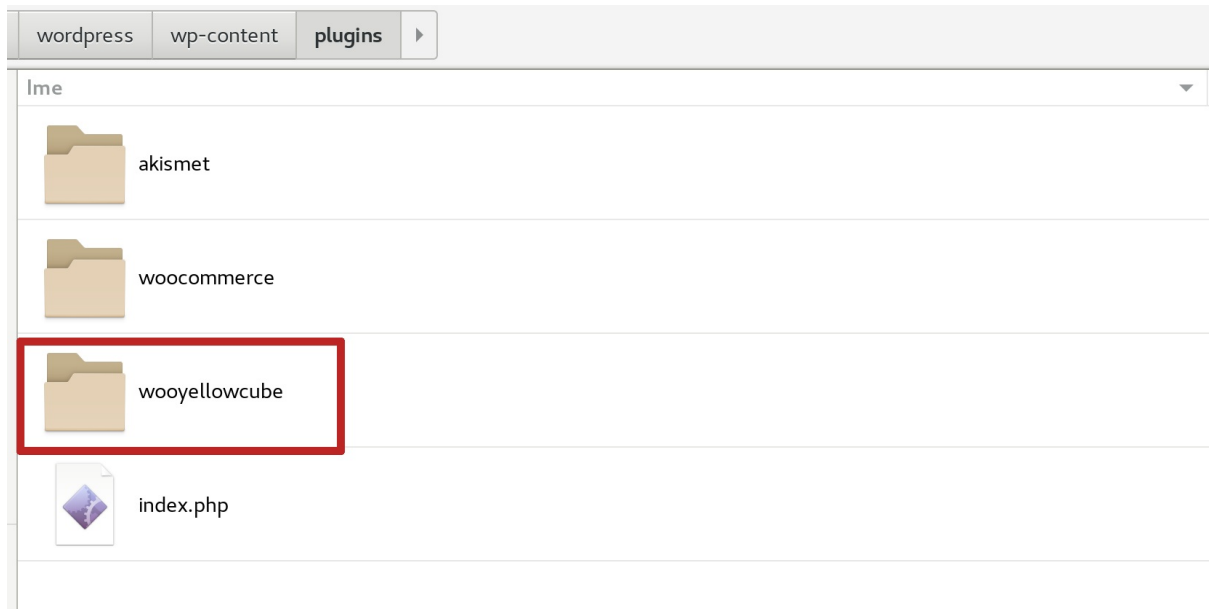 wordpress wp-content plugins
Ime
akismet
woocommerce
wooyellowcube
index.php